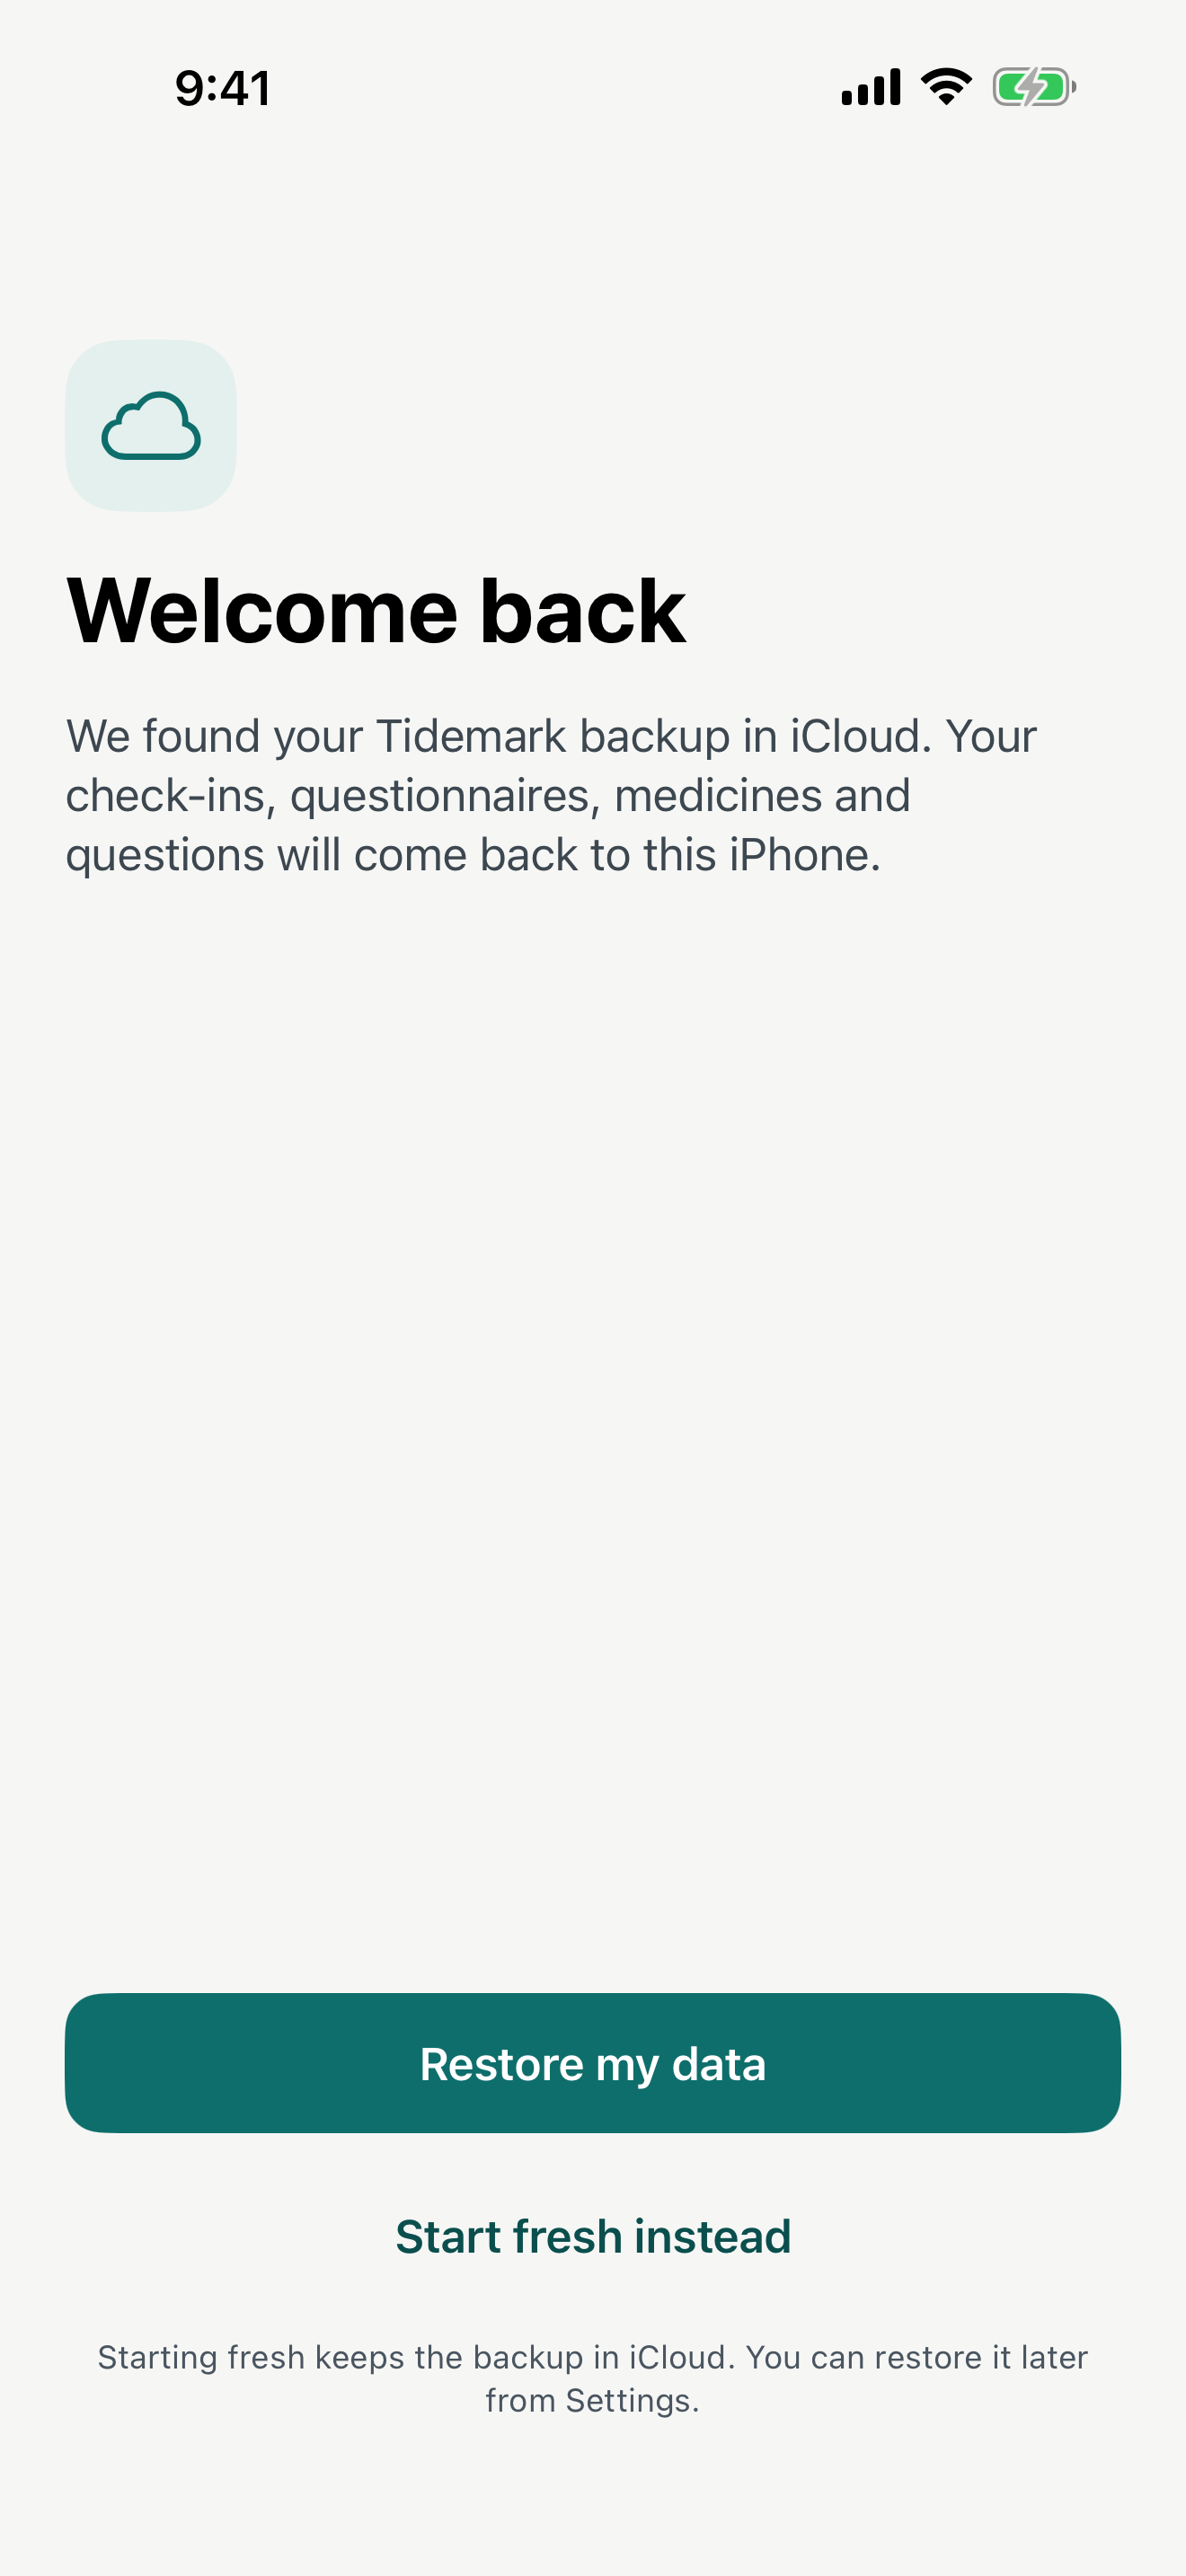 9:41
Welcome back
We found your Tidemark backup in iCloud. Your
check-ins, questionnaires, medicines and
questions will come back to this iPhone.
Restore my data
Start fresh instead
Starting fresh keeps the backup in iCloud. You can restore it later
from Settings.